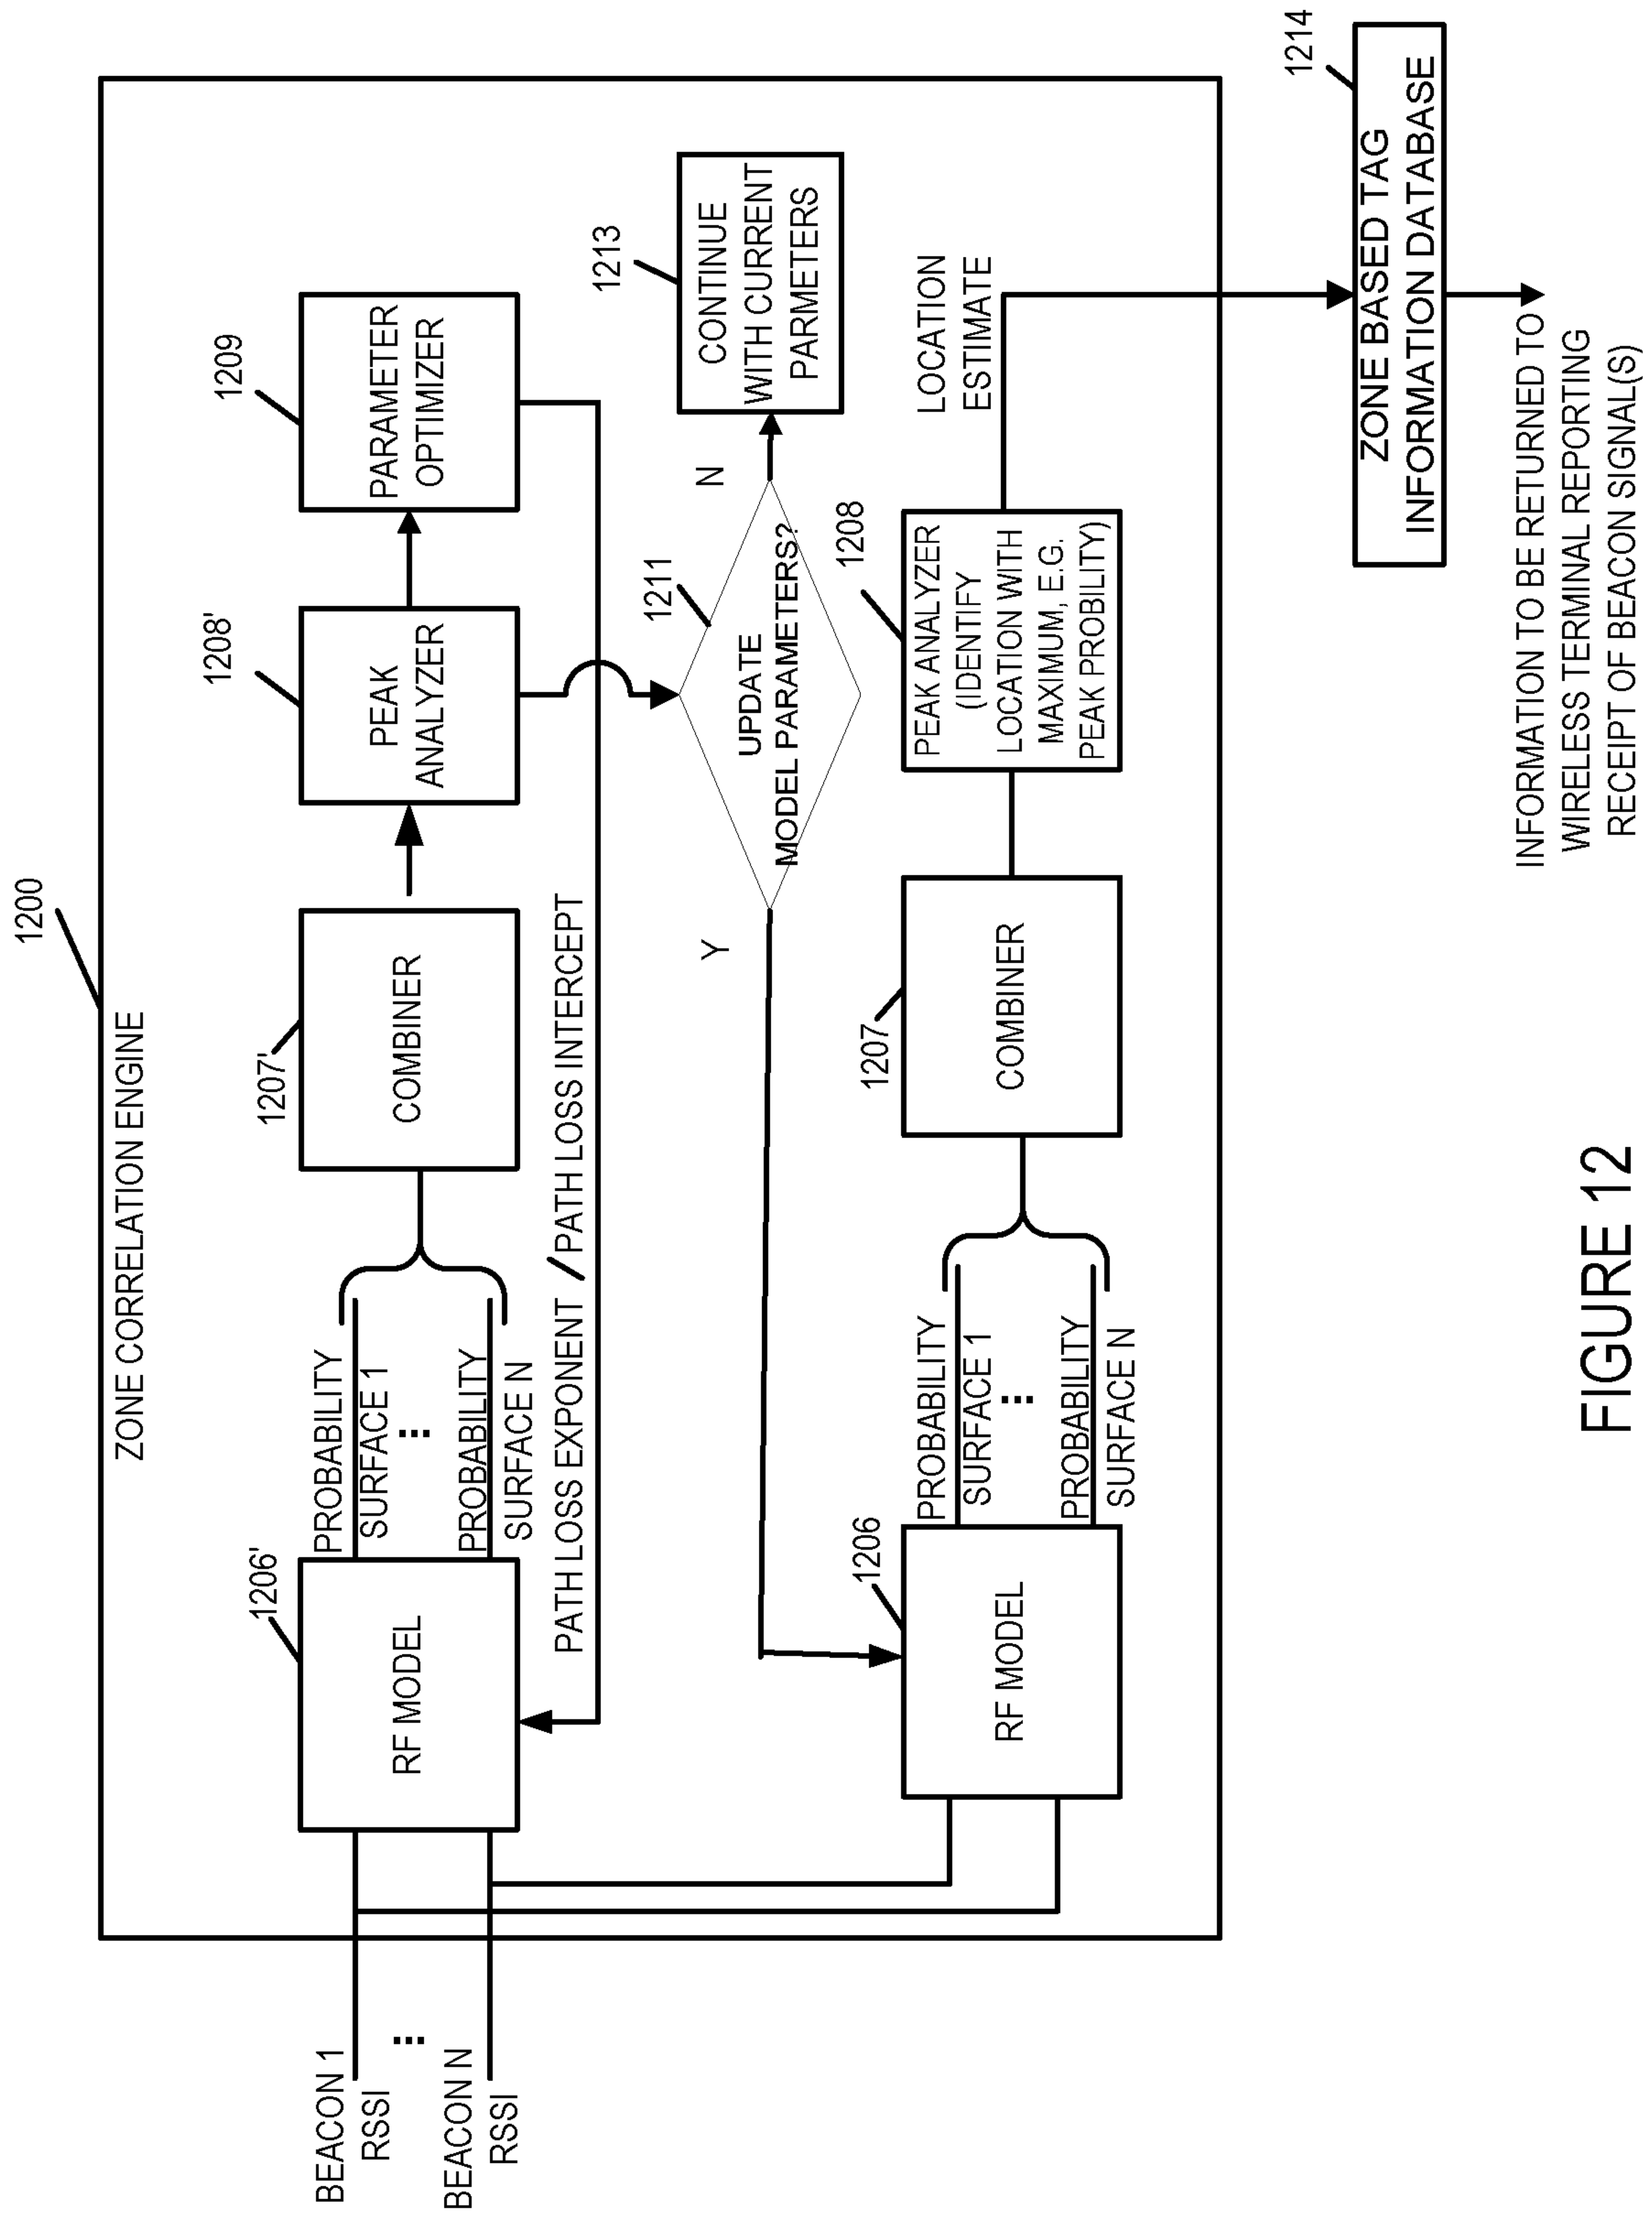 1200
ZONE CORRELATION ENGINE
BEACON 1
RSSI
...
BEACON N
RSSI
1206'
RF MODEL
PROBABILITY
SURFACE 1
...
PROBABILITY
SURFACE N
1207'
COMBINER
1208'
PEAK
ANALYZER
1209
PARAMETER
OPTIMIZER
PATH LOSS EXPONENT / PATH LOSS INTERCEPT
1211
UPDATE
MODEL PARAMETERS?
Y
N
1213
CONTINUE
WITH CURRENT
PARMETERS
1206
RF MODEL
PROBABILITY
SURFACE 1
...
PROBABILITY
SURFACE N
1207
COMBINER
1208
PEAK ANALYZER
(IDENTIFY
LOCATION WITH
MAXIMUM, E.G.
PEAK PROBILITY)
LOCATION
ESTIMATE
1214
ZONE BASED TAG
INFORMATION DATABASE
INFORMATION TO BE RETURNED TO
WIRELESS TERMINAL REPORTING
RECEIPT OF BEACON SIGNAL(S)
FIGURE 12